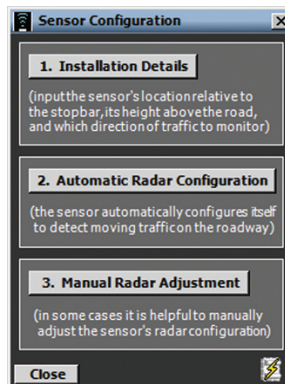 Sensor Configuration
1. Installation Details
(input the sensor's location relative to
the stopbar, its height above the road,
and which direction of traffic to monitor)
2. Automatic Radar Configuration
(the sensor automatically configures itself
to detect moving traffic on the roadway)
3. Manual Radar Adjustment
(in some cases it is helpful to manually
adjust the sensor's radar configuration)
Close